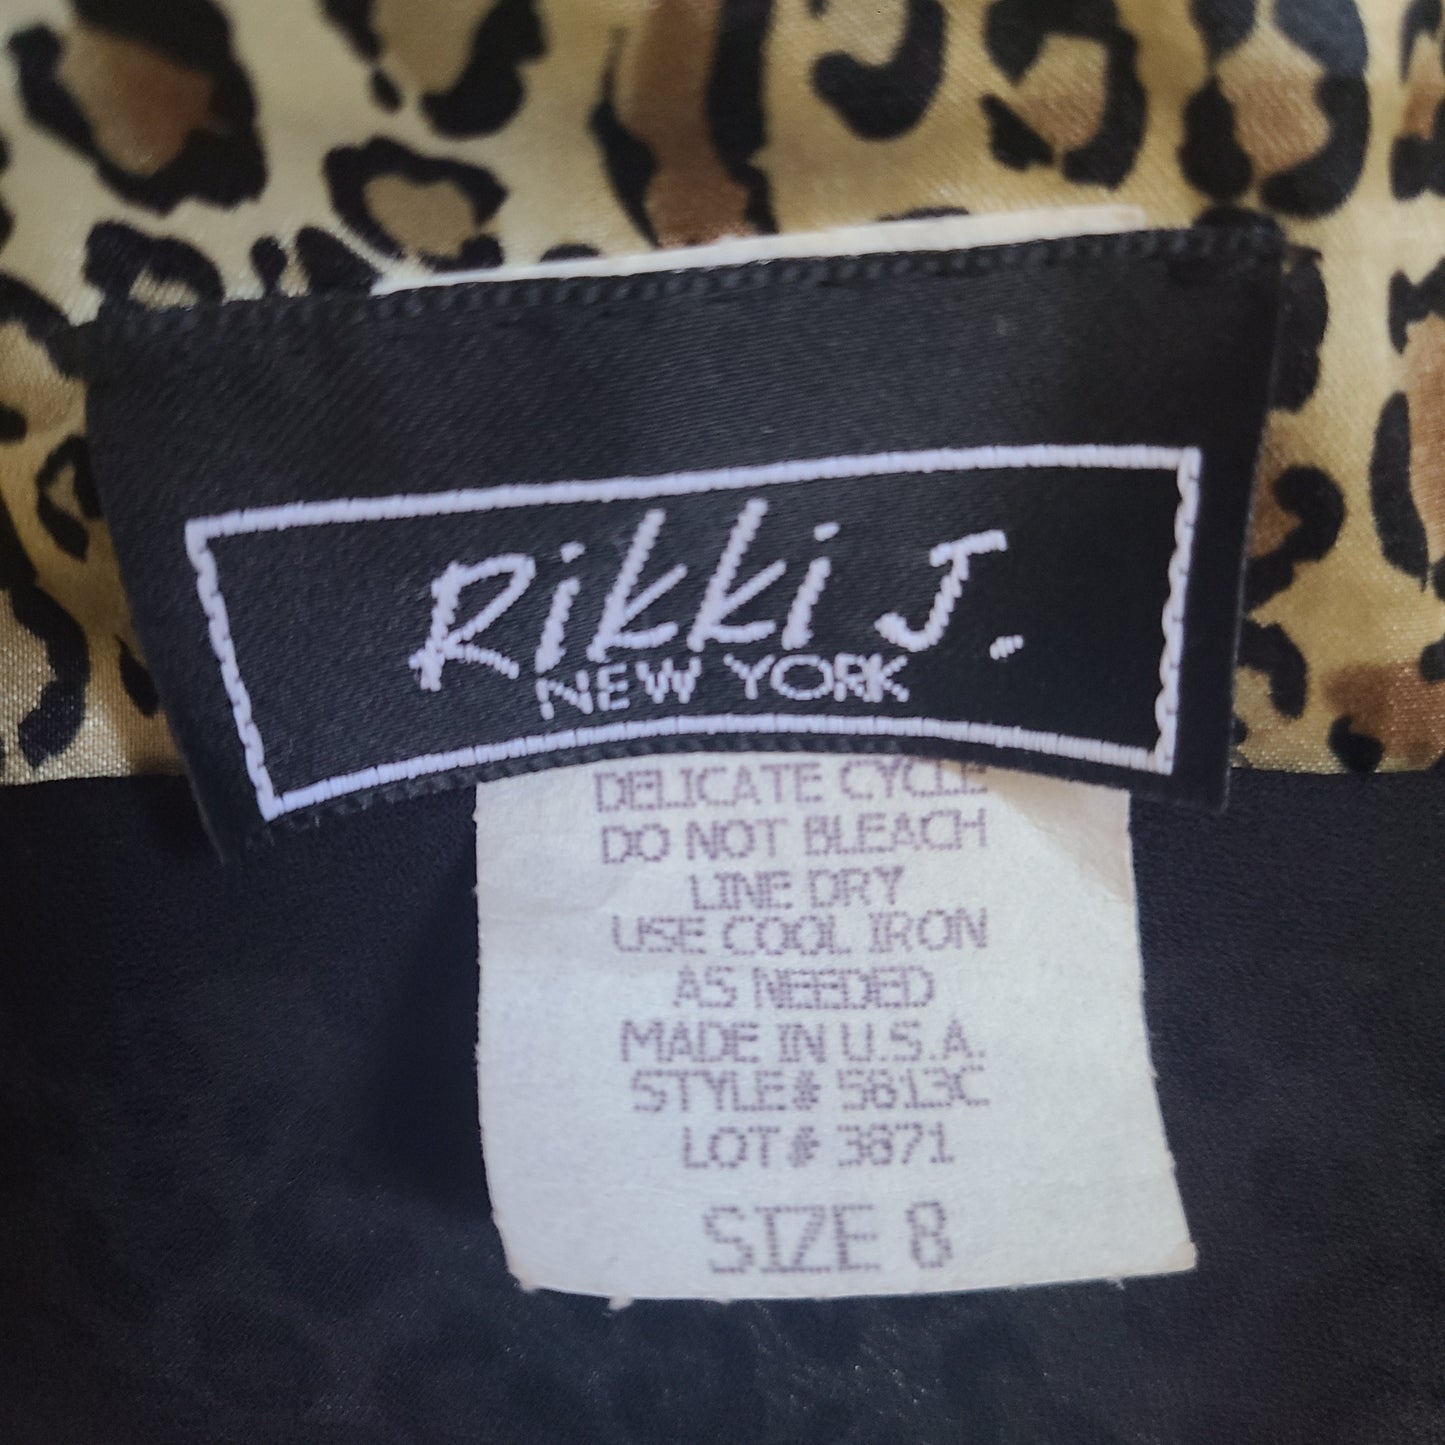 Rikki J.
NEW YORK
DELICATE CYCLE
DO NOT BLEACH
LINE DRY
USE COOL IRON
AS NEEDED
MADE IN U.S.A.
STYLE# 5813C
LOT# 3871
SIZE 8